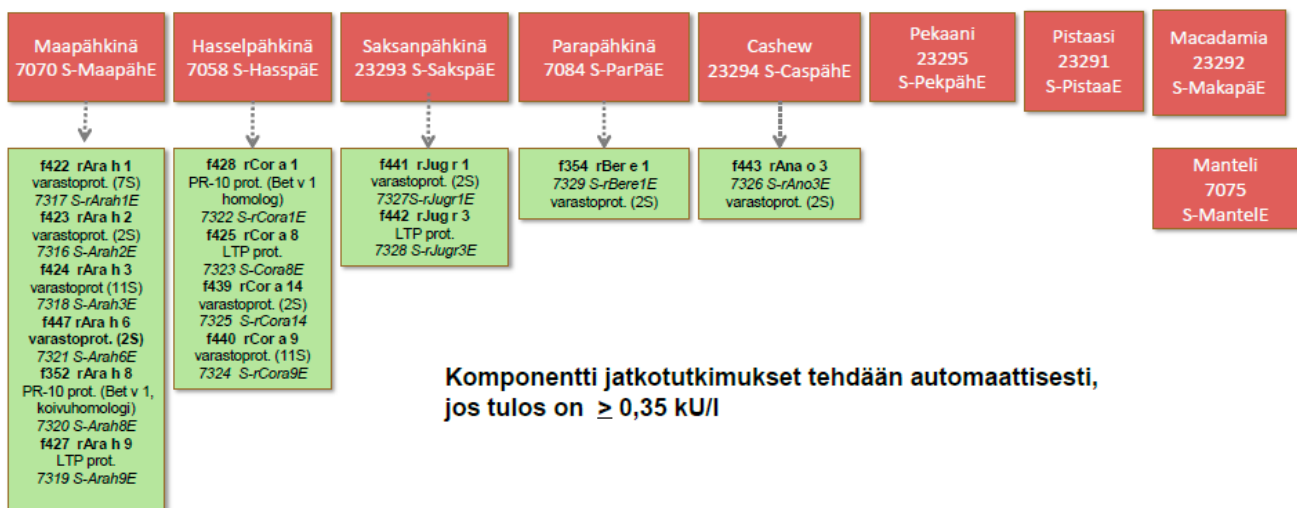 Maapähkinä
7070 S-MaapähE
Hasselpähkinä
7058 S-HasspäE
Saksanpähkinä
23293 S-SakspäE
Parapähkinä
7084 S-ParPäE
Cashew
23294 S-CaspähE
Pekaani
23295
S-PekpähE
Pistaasi
23291
S-PistaaE
Macadamia
23292
S-MakapäE
f422 rAra h 1
varastoprot. (7S)
7317 S-rArah1E
f423 rAra h 2
varastoprot. (2S)
7316 S-Arah2E
f424 rAra h 3
varastoprot (11S)
7318 S-Arah3E
f447 rAra h 6
varastoprot. (2S)
7321 S-Arah6E
f352 rAra h 8
PR-10 prot. (Bet v 1,
koivuhomologi)
7320 S-Arah8E
f427 rAra h 9
LTP prot.
7319 S-Arah9E
f428 rCor a 1
PR-10 prot. (Bet v 1
homolog)
7322 S-rCora1E
f425 rCor a 8
LTP prot.
7323 S-Cora8E
f439 rCor a 14
varastoprot. (2S)
7325 S-rCora14
f440 rCor a 9
varastoprot. (11S)
7324 S-rCora9E
f441 rJug r 1
varastoprot. (2S)
7327S-rJugr1E
f442 rJug r 3
LTP prot.
7328 S-rJugr3E
f354 rBer e 1
7329 S-rBere1E
varastoprot. (2S)
f443 rAna o 3
7326 S-rAno3E
varastoprot. (2S)
Manteli
7075
S-MantelE
Komponentti jatkotutkimukset tehdään automaattisesti,
jos tulos on ≥ 0,35 kU/l